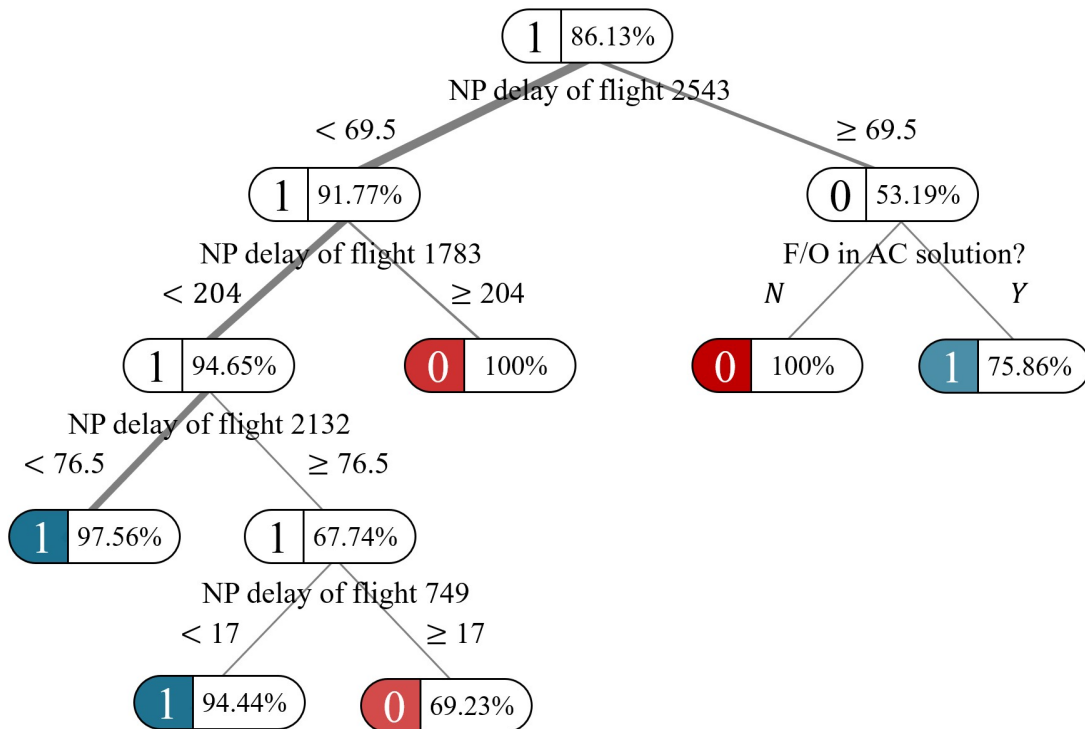 1 86.13%
NP delay of flight 2543
< 69.5 ≥ 69.5
1 91.77% 0 53.19%
NP delay of flight 1783 F/O in AC solution?
< 204 ≥ 204 N Y
1 94.65% 0 100% 0 100% 1 75.86%
NP delay of flight 2132
< 76.5 ≥ 76.5
1 97.56% 1 67.74%
NP delay of flight 749
< 17 ≥ 17
1 94.44% 0 69.23%